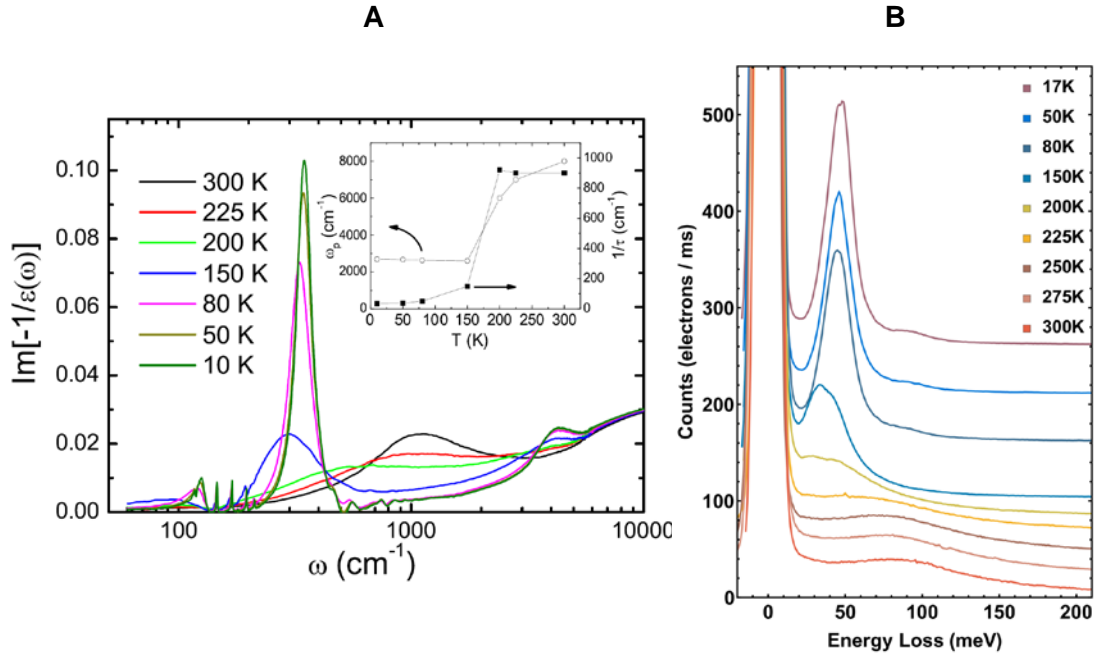 A
B
Im[-1/ε(ω)]
0.10
0.08
0.06
0.04
0.02
0.00
100
1000
10000
ω (cm⁻¹)
300 K
225 K
200 K
150 K
80 K
50 K
10 K
ωₚ (cm⁻¹)
8000
6000
4000
2000
0
1000
800
600
400
200
0
1/τ (cm⁻¹)
0 50 100 150 200 250 300
T (K)
Counts (electrons / ms)
500
400
300
200
100
0
0 50 100 150 200
Energy Loss (meV)
17K
50K
80K
150K
200K
225K
250K
275K
300K